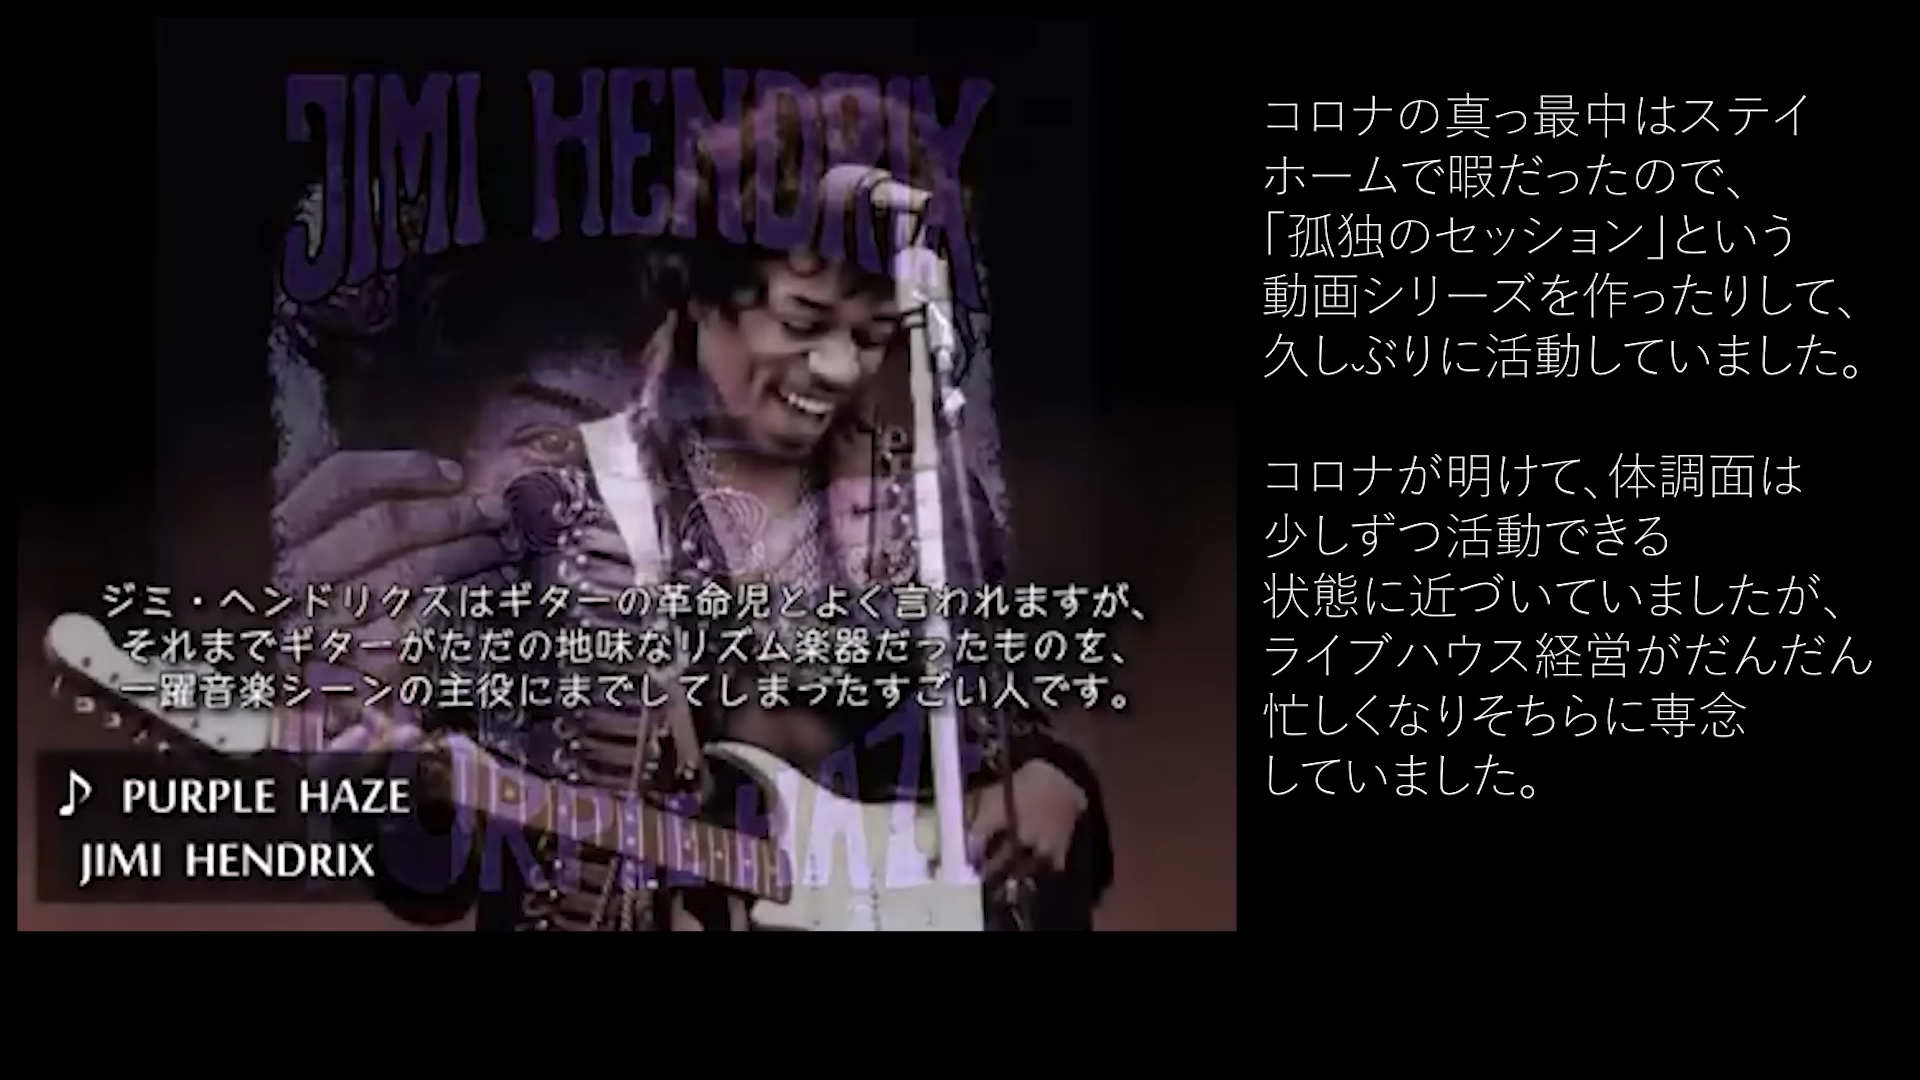 JIMI HENDRIX
ジミ・ヘンドリクスはギターの革命児とよく言われますが、
それまでギターがただの地味なリズム楽器だったものを、
一躍音楽シーンの主役にまでしてしまったすごい人です。
PURPLE HAZE
♪ PURPLE HAZE
JIMI HENDRIX
コロナの真っ最中はステイ
ホームで暇だったので、
「孤独のセッション」という
動画シリーズを作ったりして、
久しぶりに活動していました。
コロナが明けて、体調面は
少しずつ活動できる
状態に近づいていましたが、
ライブハウス経営がだんだん
忙しくなりそちらに専念
していました。